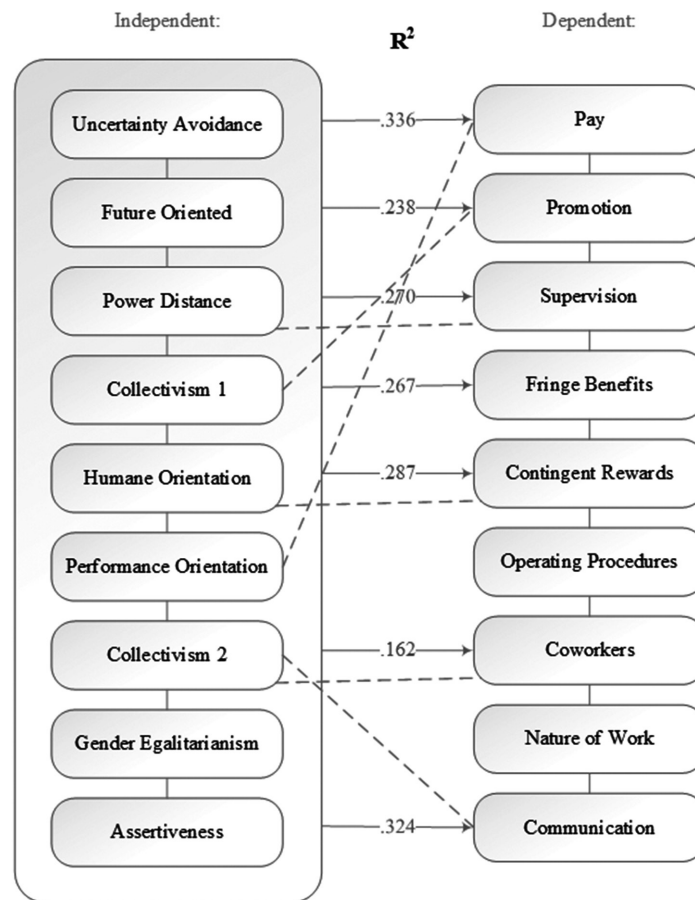 Independent:
R²
Dependent:
Uncertainty Avoidance
.336
Pay
Future Oriented
.238
Promotion
Power Distance
.270
Supervision
Collectivism 1
.267
Fringe Benefits
Humane Orientation
.287
Contingent Rewards
Performance Orientation
Operating Procedures
Collectivism 2
.162
Coworkers
Gender Egalitarianism
Nature of Work
Assertiveness
.324
Communication